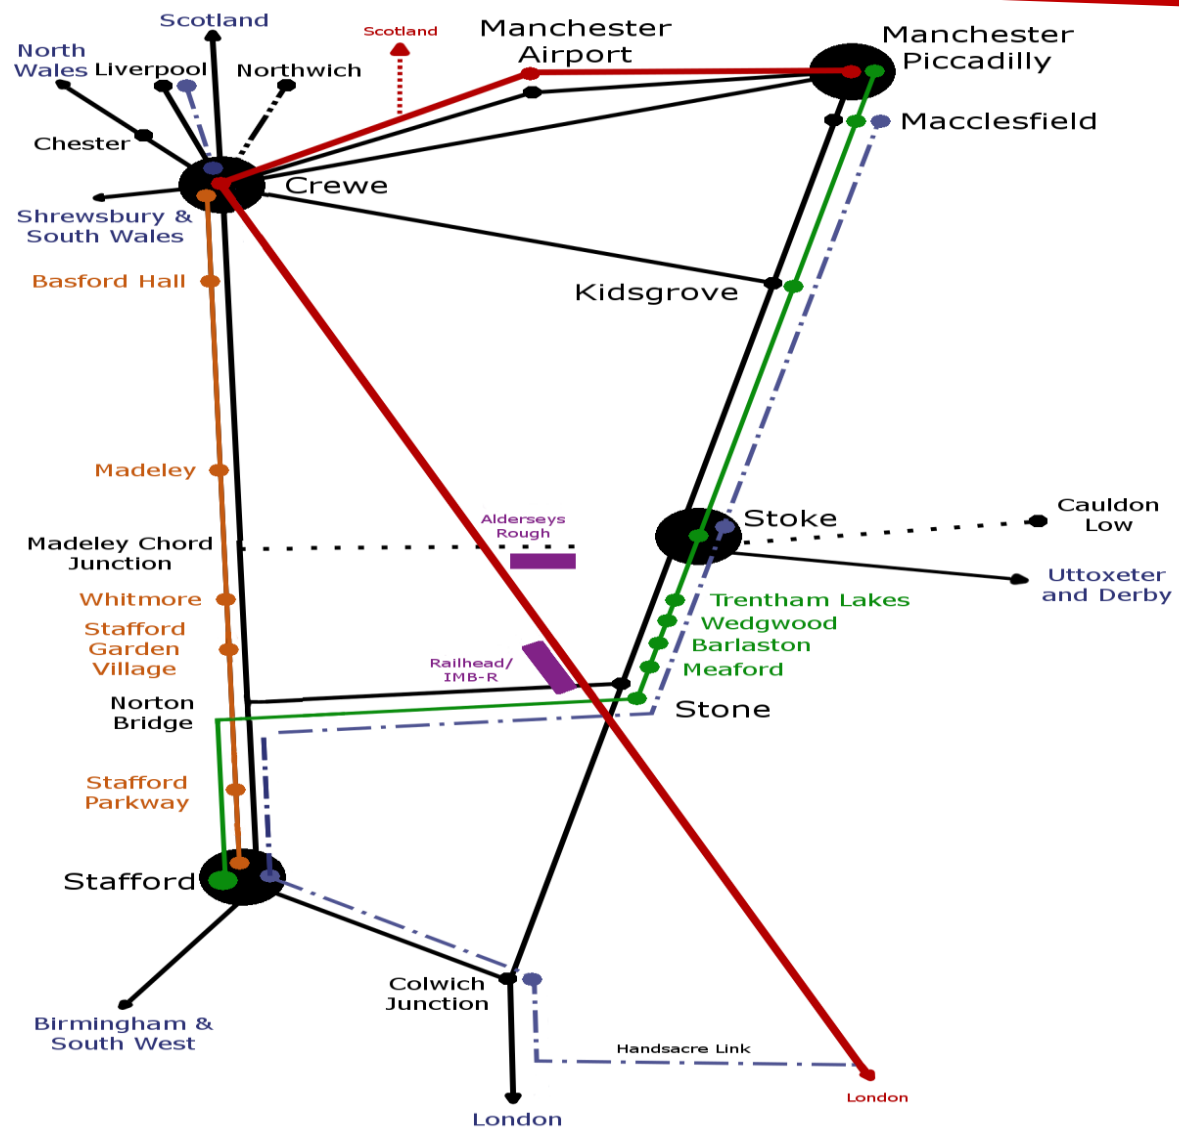 Scotland
Scotland
Manchester
Airport
Manchester
Piccadilly
North
Wales
Liverpool
Northwich
Macclesfield
Chester
Crewe
Shrewsbury &
South Wales
Basford Hall
Kidsgrove
Madeley
Alderseys
Rough
Stoke
Cauldon
Low
Madeley Chord
Junction
Uttoxeter
and Derby
Whitmore
Trentham Lakes
Wedgwood
Stafford
Garden
Village
Barlaston
Railhead/
IMB-R
Meaford
Norton
Bridge
Stone
Stafford
Parkway
Stafford
Colwich
Junction
Birmingham &
South West
Handsacre Link
London
London